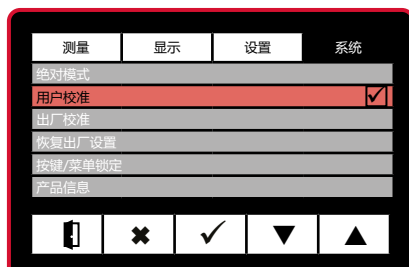 测量 显示 设置 系统
绝对模式
用户校准
出厂校准
恢复出厂设置
按键/菜单锁定
产品信息